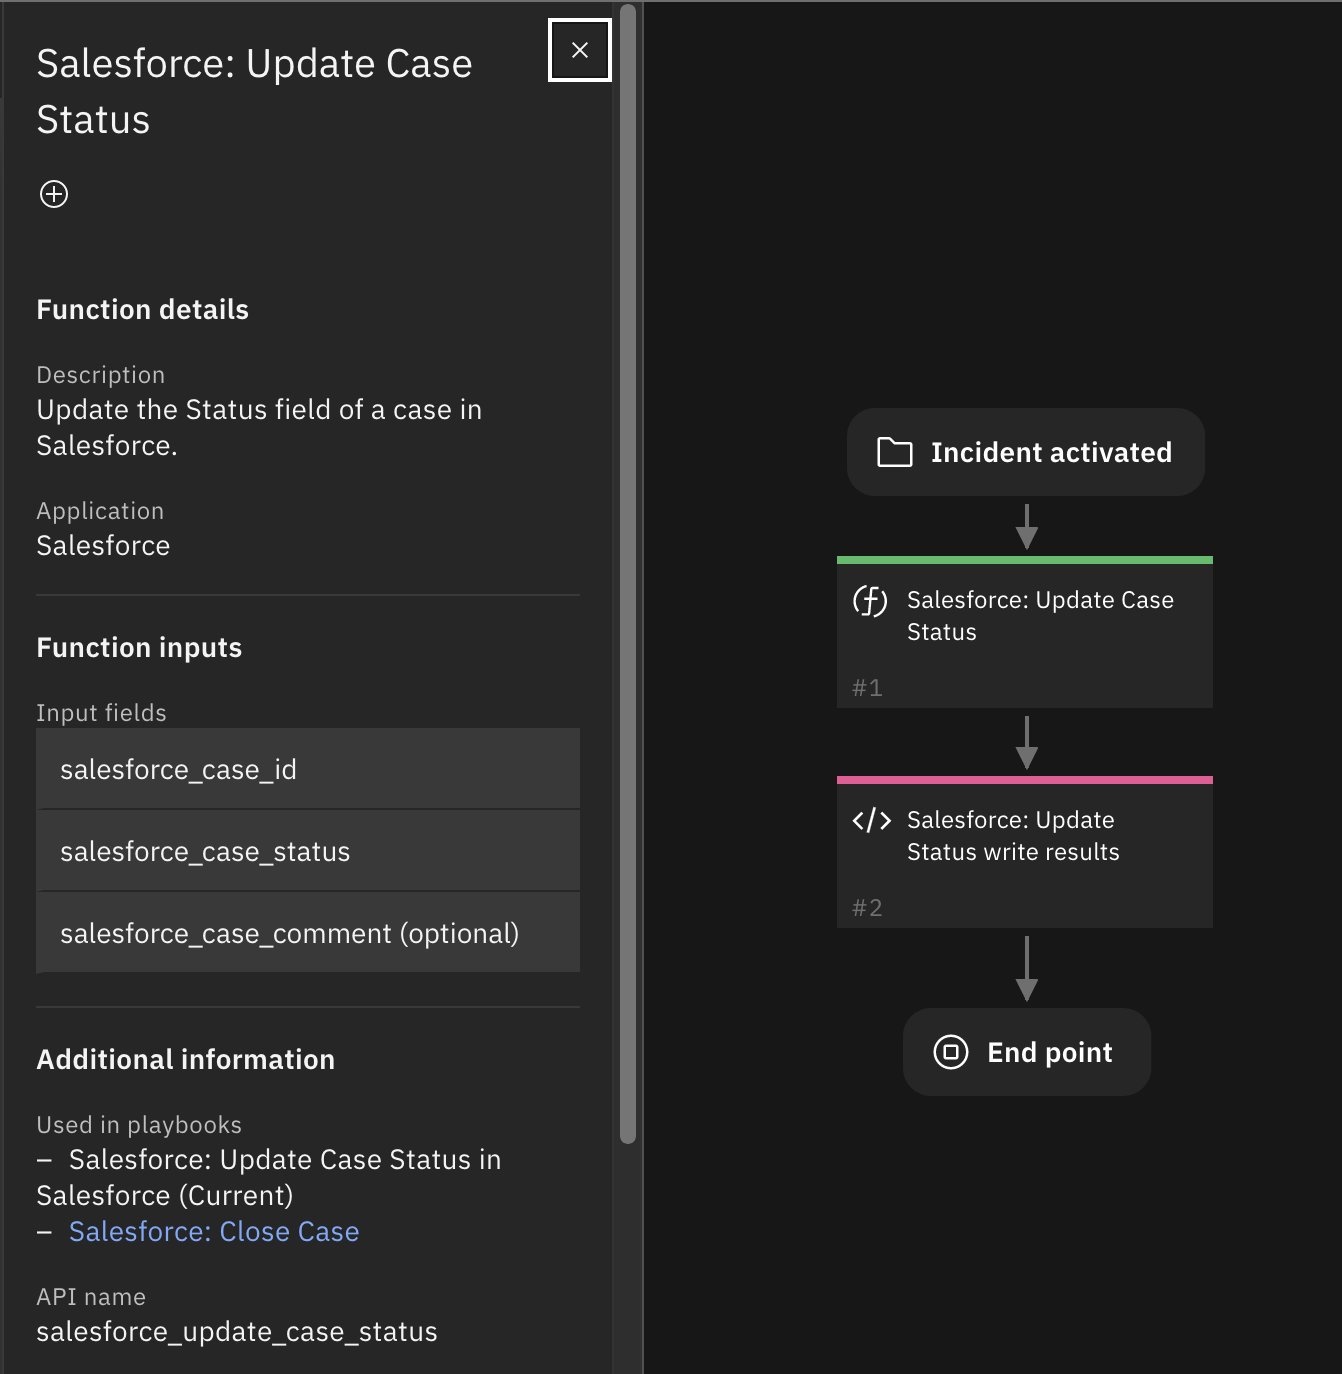 Salesforce: Update Case
Status
Function details
Description
Update the Status field of a case in
Salesforce.
Application
Salesforce
Function inputs
Input fields
salesforce_case_id
salesforce_case_status
salesforce_case_comment (optional)
Additional information
Used in playbooks
– Salesforce: Update Case Status in
Salesforce (Current)
– Salesforce: Close Case
API name
salesforce_update_case_status
Incident activated
Salesforce: Update Case
Status
#1
</> Salesforce: Update
Status write results
#2
End point